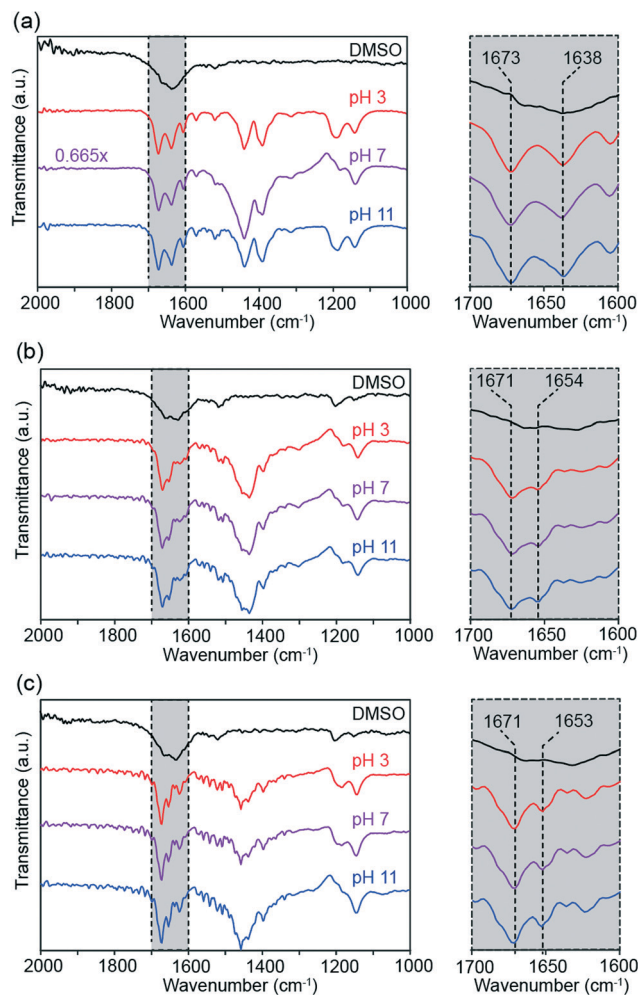 (a)
DMSO
pH 3
0.665x
pH 7
pH 11
Transmittance (a.u.)
2000 1800 1600 1400 1200 1000
Wavenumber (cm⁻¹)
1673 1638
1700 1650 1600
Wavenumber (cm⁻¹)
(b)
DMSO
pH 3
pH 7
pH 11
Transmittance (a.u.)
2000 1800 1600 1400 1200 1000
Wavenumber (cm⁻¹)
1671 1654
1700 1650 1600
Wavenumber (cm⁻¹)
(c)
DMSO
pH 3
pH 7
pH 11
Transmittance (a.u.)
2000 1800 1600 1400 1200 1000
Wavenumber (cm⁻¹)
1671 1653
1700 1650 1600
Wavenumber (cm⁻¹)